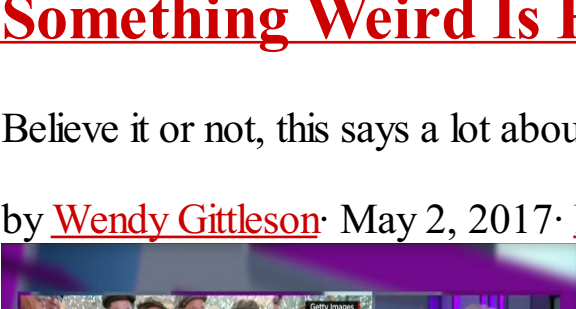 Something Weird Is
Believe it or not, this says a lot abou
by Wendy Gittleson· May 2, 2017·
Getty Images